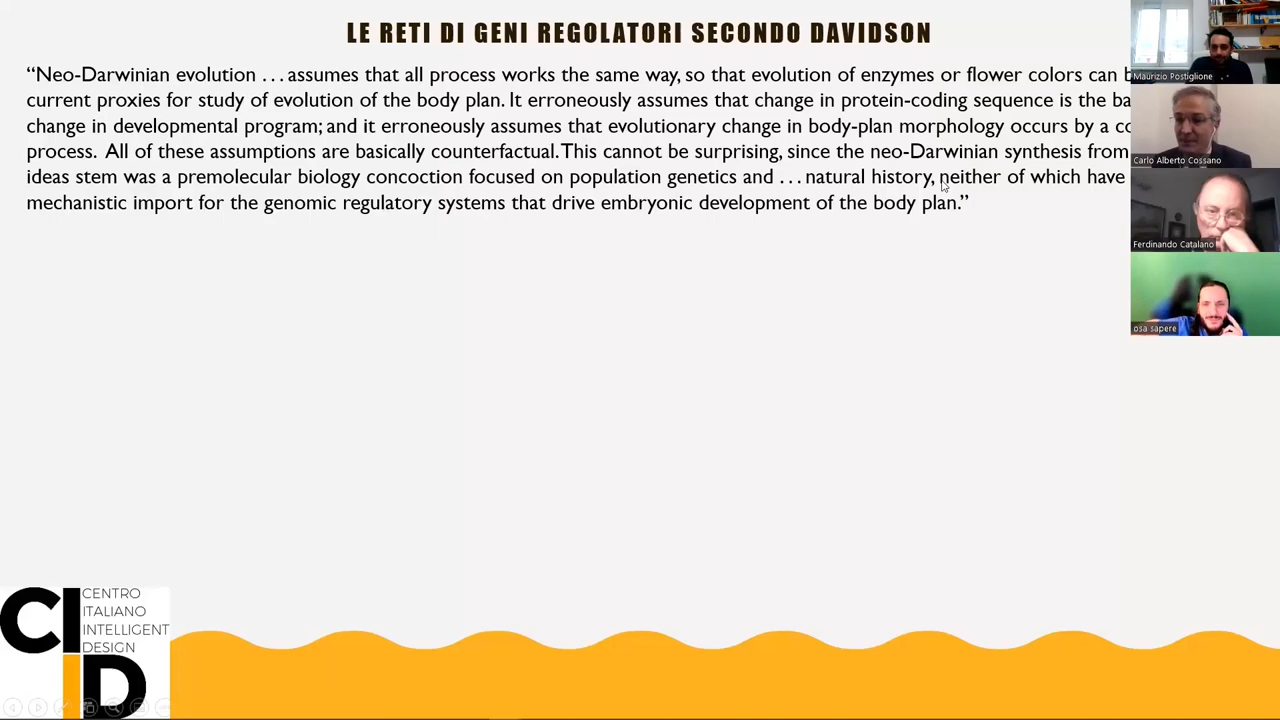 LE RETI DI GENI REGOLATORI SECONDO DAVIDSON
“Neo-Darwinian evolution . . . assumes that all process works the same way, so that evolution of enzymes or flower colors can
current proxies for study of evolution of the body plan. It erroneously assumes that change in protein-coding sequence is the
change in developmental program; and it erroneously assumes that evolutionary change in body-plan morphology occurs by a
process. All of these assumptions are basically counterfactual. This cannot be surprising, since the neo-Darwinian synthesis from
ideas stem was a premolecular biology concoction focused on population genetics and . . . natural history, neither of which have
mechanistic import for the genomic regulatory systems that drive embryonic development of the body plan.”
Maurizio Postiglione
Carlo Alberto Cossano
Ferdinando Catalano
osa sapere
CIID
CENTRO
ITALIANO
INTELLIGENT
DESIGN